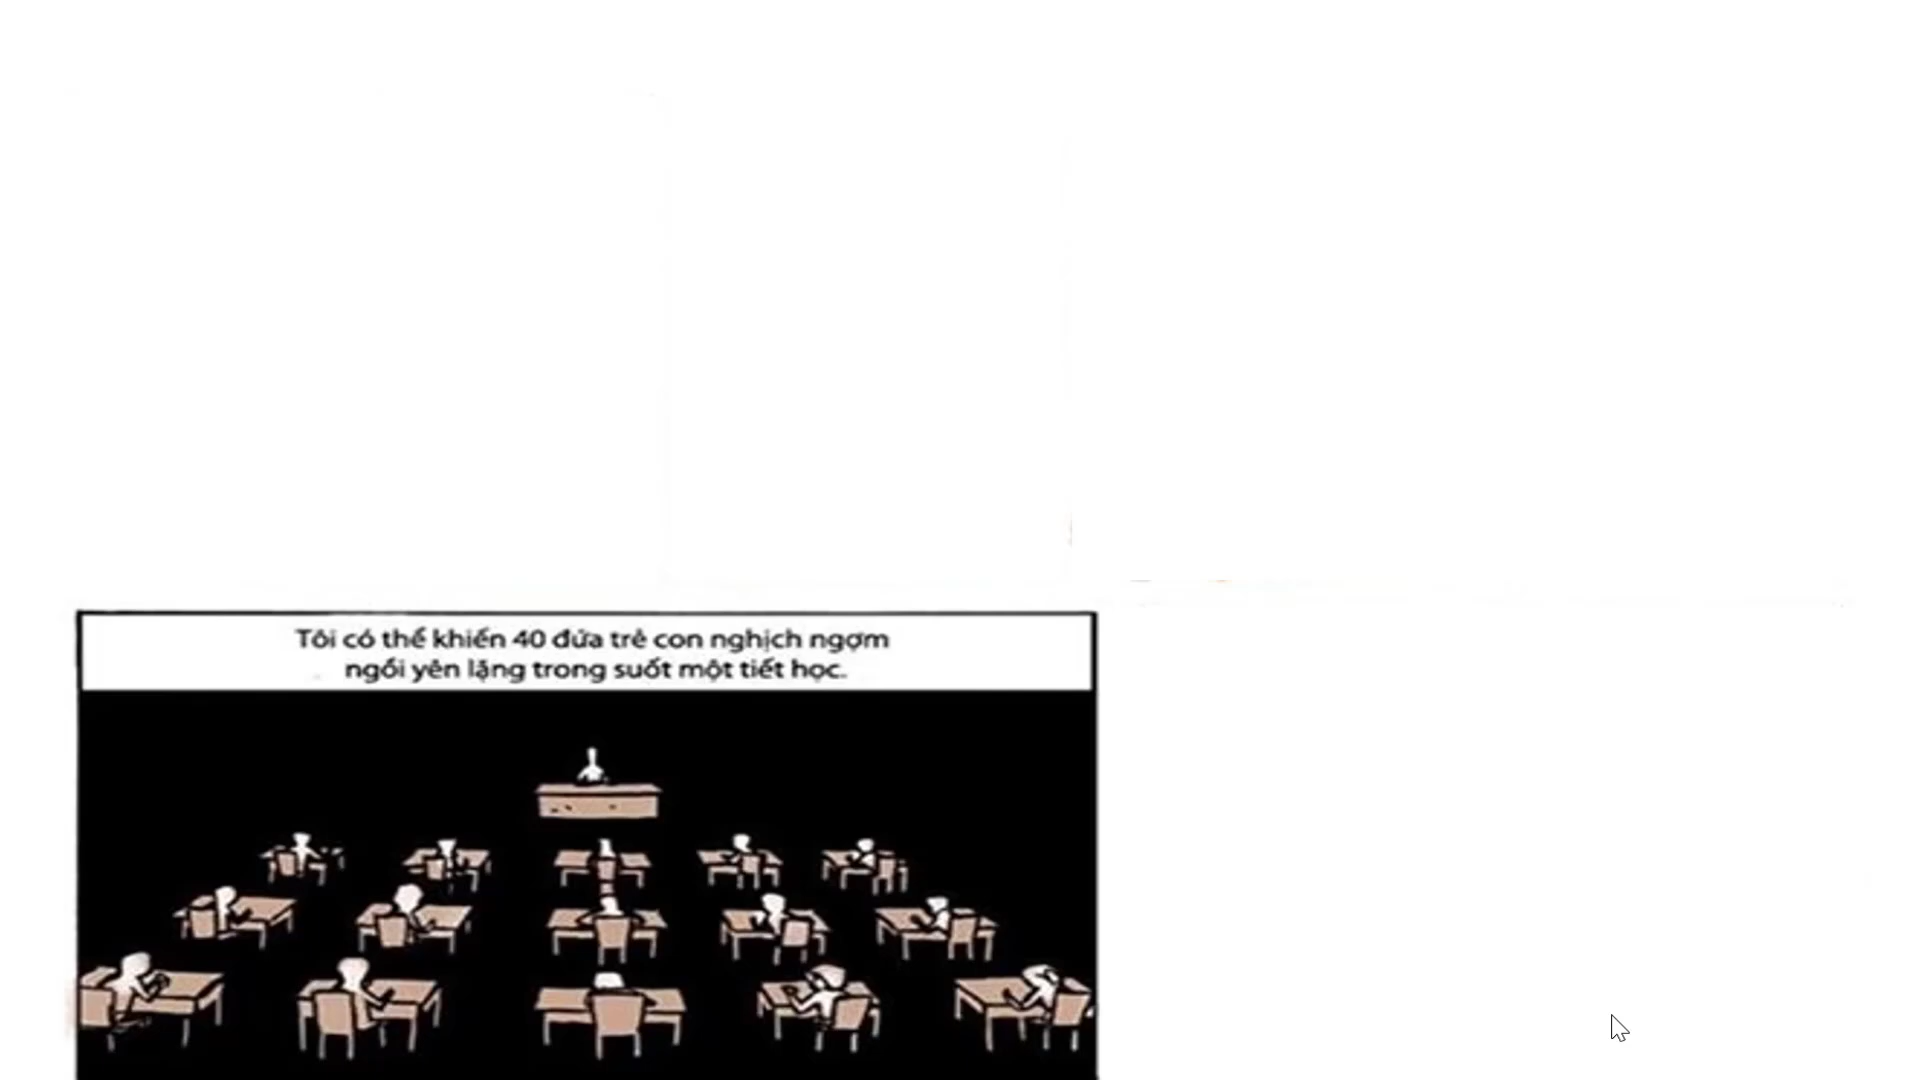 Tôi có thể khiến 40 đứa trẻ con nghịch ngợm
ngồi yên lặng trong suốt một tiết học.